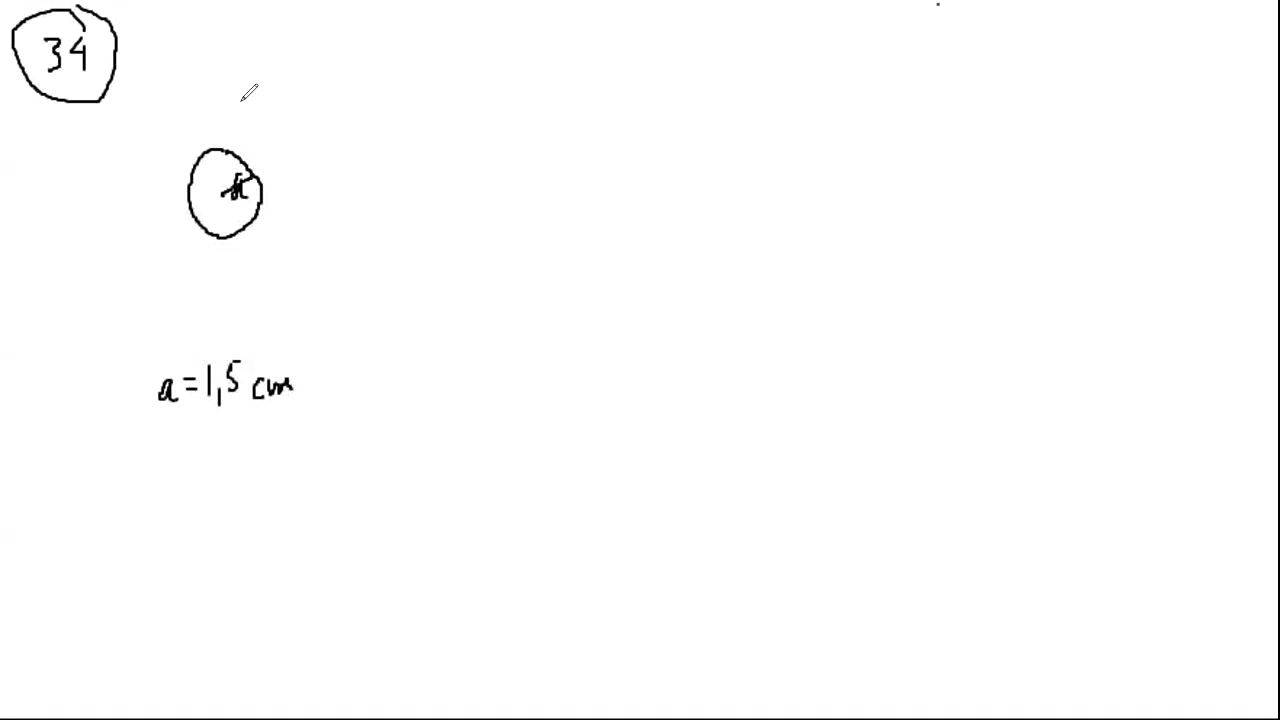 34
a
a = 1,5 cm